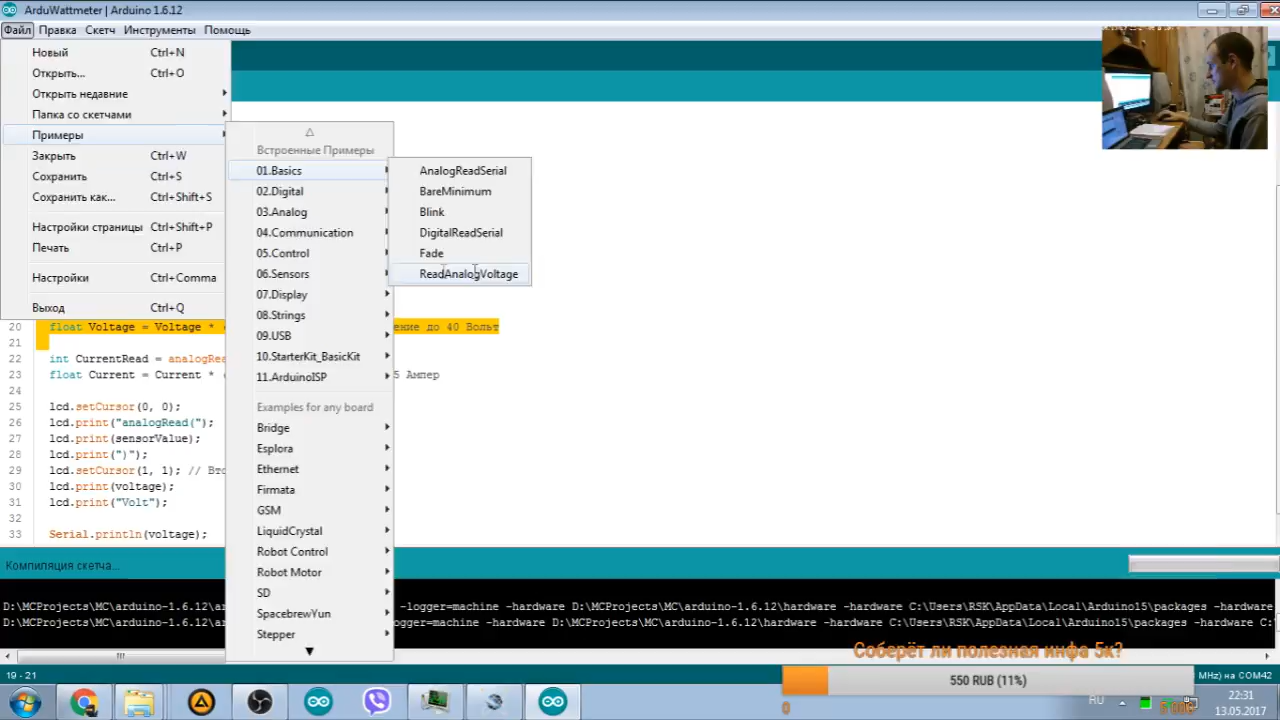 ArduWattmeter | Arduino 1.6.12
Файл Правка Скетч Инструменты Помощь
Новый Ctrl+N
Открыть... Ctrl+O
Открыть недавние
Папка со скетчами
Примеры
Закрыть Ctrl+W
Сохранить Ctrl+S
Сохранить как... Ctrl+Shift+S
Настройки страницы Ctrl+Shift+P
Печать Ctrl+P
Настройки Ctrl+Comma
Выход Ctrl+Q
Встроенные Примеры
01.Basics
02.Digital
03.Analog
04.Communication
05.Control
06.Sensors
07.Display
08.Strings
09.USB
10.StarterKit_BasicKit
11.ArduinoISP
Examples for any board
Bridge
Esplora
Ethernet
Firmata
GSM
LiquidCrystal
Robot Control
Robot Motor
SD
SpacebrewYun
Stepper
AnalogReadSerial
BareMinimum
Blink
DigitalReadSerial
Fade
ReadAnalogVoltage
20 float Voltage = Voltage * ение до 40 Вольт
21
22 int CurrentRead = analogRea
23 float Current = Current * 5 Ампер
24
25 lcd.setCursor(0, 0);
26 lcd.print("analogRead(");
27 lcd.print(sensorValue);
28 lcd.print(")");
29 lcd.setCursor(1, 1); // Вто
30 lcd.print(voltage);
31 lcd.print("Volt");
32
33 Serial.println(voltage);
Компиляция скетча...
D:\MCProjects\MC\arduino-1.6.12\ar -logger=machine -hardware D:\MCProjects\MC\arduino-1.6.12\hardware -hardware C:\Users\RSK\AppData\Local\Arduino15\packages -hardware C:
D:\MCProjects\MC\arduino-1.6.12\ar gger=machine -hardware D:\MCProjects\MC\arduino-1.6.12\hardware -hardware C:\Users\RSK\AppData\Local\Arduino15\packages -hardware C:
Соберёт ли полезная инфа 5к?
19 - 21 MHz) на COM42
550 RUB (11%)
0
RU
22:31
13.05.2017